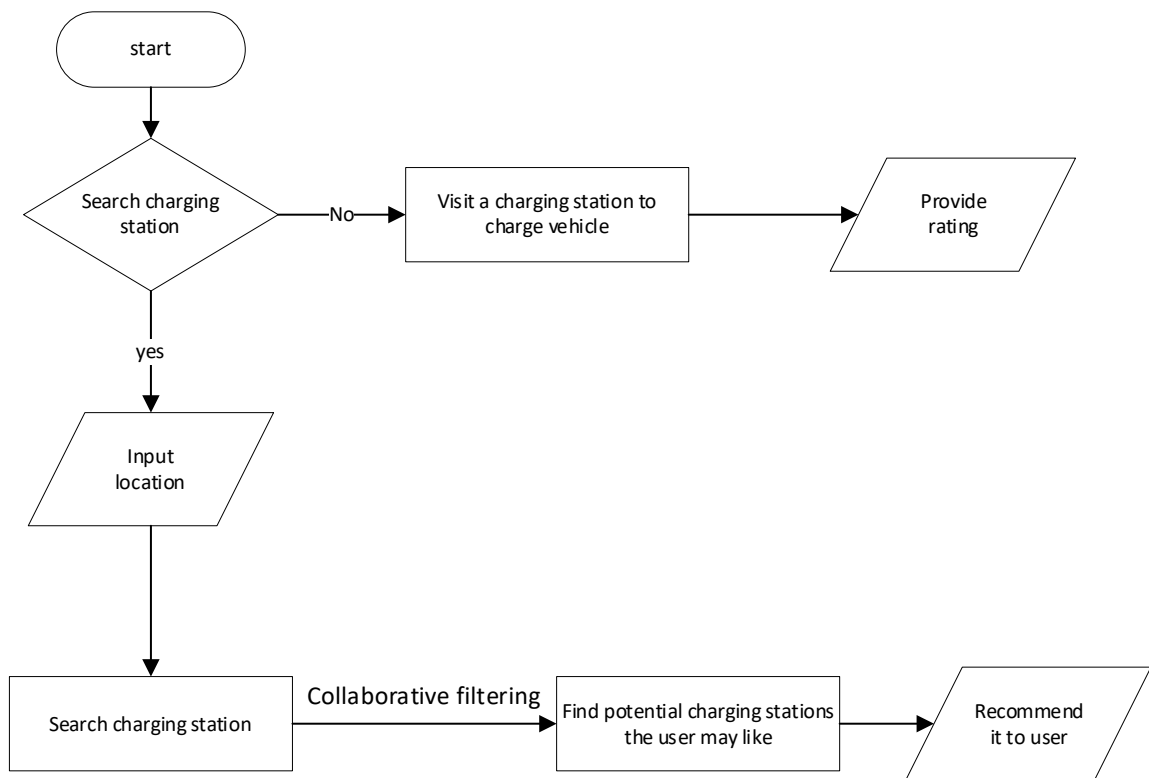 start
Search charging
station
No
Visit a charging station to
charge vehicle
Provide
rating
yes
Input
location
Search charging station
Collaborative filtering
Find potential charging stations
the user may like
Recommend
it to user